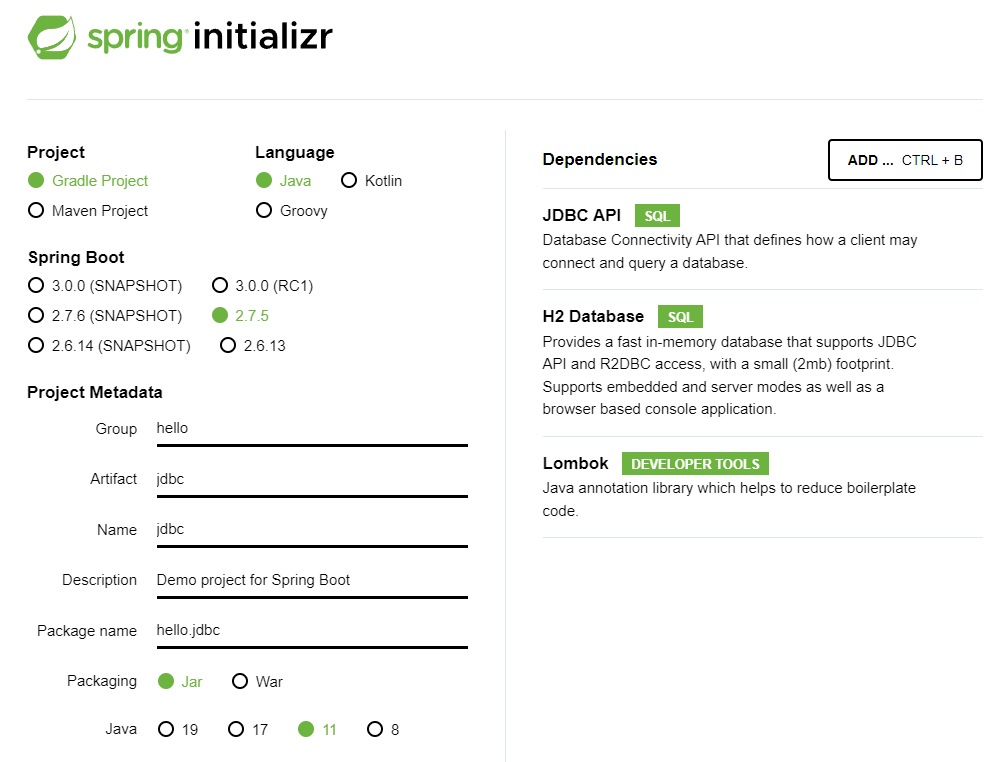 spring initializr
Project
Gradle Project
Maven Project
Language
Java Kotlin
Groovy
Spring Boot
3.0.0 (SNAPSHOT) 3.0.0 (RC1)
2.7.6 (SNAPSHOT) 2.7.5
2.6.14 (SNAPSHOT) 2.6.13
Project Metadata
Group hello
Artifact jdbc
Name jdbc
Description Demo project for Spring Boot
Package name hello.jdbc
Packaging Jar War
Java 19 17 11 8
Dependencies ADD ... CTRL + B
JDBC API SQL
Database Connectivity API that defines how a client may
connect and query a database.
H2 Database SQL
Provides a fast in-memory database that supports JDBC
API and R2DBC access, with a small (2mb) footprint.
Supports embedded and server modes as well as a
browser based console application.
Lombok DEVELOPER TOOLS
Java annotation library which helps to reduce boilerplate
code.